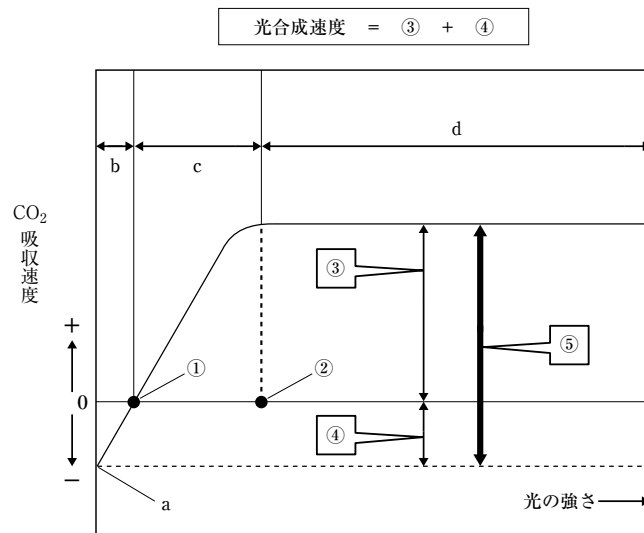 光合成速度 = ③ + ④
d
b
c
CO₂
吸収速度
③
+
⑤
①
②
0
④
−
a
光の強さ